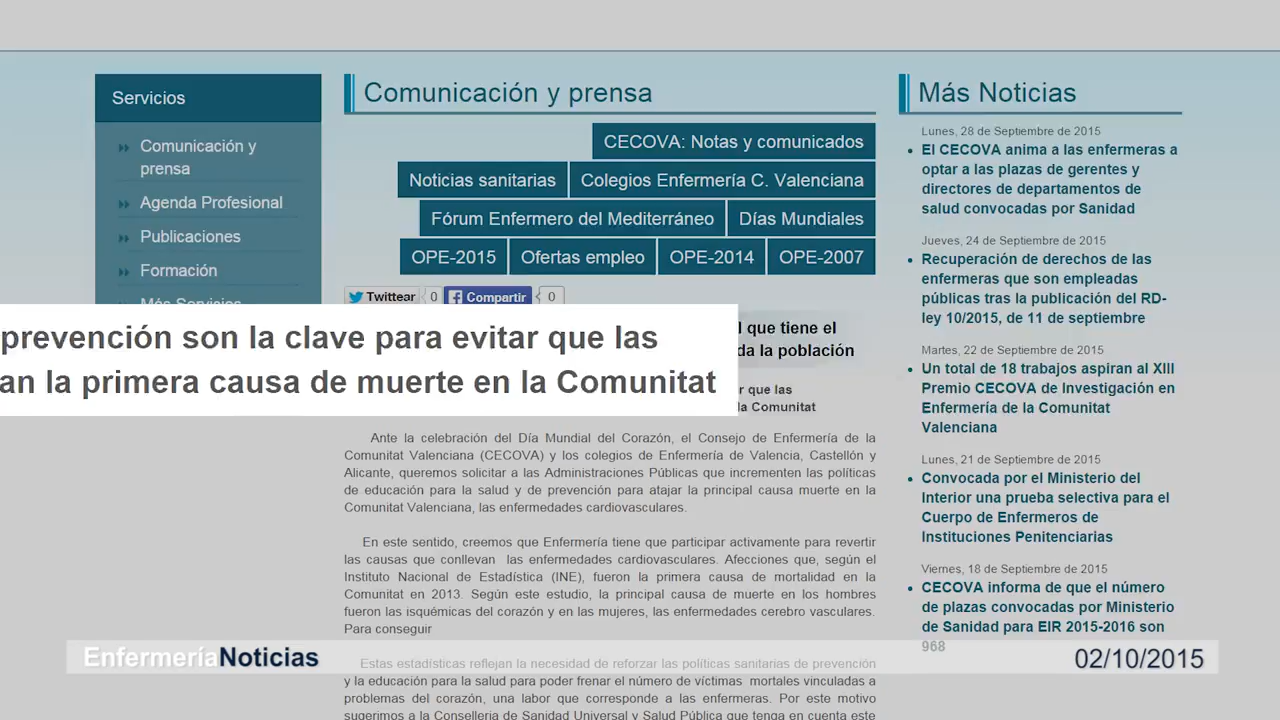 Servicios
Comunicación y
prensa
Agenda Profesional
Publicaciones
Formación
Más Servicios
Comunicación y prensa
CECOVA: Notas y comunicados
Noticias sanitarias
Colegios Enfermería C. Valenciana
Fórum Enfermero del Mediterráneo
Días Mundiales
OPE-2015
Ofertas empleo
OPE-2014
OPE-2007
Twittear 0
Compartir 0
que tiene el
da la población
prevención son la clave para evitar que las
an la primera causa de muerte en la Comunitat
r que las
la Comunitat
Ante la celebración del Día Mundial del Corazón, el Consejo de Enfermería de la
Comunitat Valenciana (CECOVA) y los colegios de Enfermería de Valencia, Castellón y
Alicante, queremos solicitar a las Administraciones Públicas que incrementen las políticas
de educación para la salud y de prevención para atajar la principal causa muerte en la
Comunitat Valenciana, las enfermedades cardiovasculares.
En este sentido, creemos que Enfermería tiene que participar activamente para revertir
las causas que conllevan las enfermedades cardiovasculares. Afecciones que, según el
Instituto Nacional de Estadística (INE), fueron la primera causa de mortalidad en la
Comunitat en 2013. Según este estudio, la principal causa de muerte en los hombres
fueron las isquémicas del corazón y en las mujeres, las enfermedades cerebro vasculares.
Para conseguir
Estas estadísticas reflejan la necesidad de reforzar las políticas sanitarias de prevención
y la educación para la salud para poder frenar el número de víctimas mortales vinculadas a
problemas del corazón, una labor que corresponde a las enfermeras. Por este motivo
sugerimos a la Conselleria de Sanidad Universal y Salud Pública que tenga en cuenta este
Más Noticias
Lunes, 28 de Septiembre de 2015
El CECOVA anima a las enfermeras a
optar a las plazas de gerentes y
directores de departamentos de
salud convocadas por Sanidad
Jueves, 24 de Septiembre de 2015
Recuperación de derechos de las
enfermeras que son empleadas
públicas tras la publicación del RD-
ley 10/2015, de 11 de septiembre
Martes, 22 de Septiembre de 2015
Un total de 18 trabajos aspiran al XIII
Premio CECOVA de Investigación en
Enfermería de la Comunitat
Valenciana
Lunes, 21 de Septiembre de 2015
Convocada por el Ministerio del
Interior una prueba selectiva para el
Cuerpo de Enfermeros de
Instituciones Penitenciarias
Viernes, 18 de Septiembre de 2015
CECOVA informa de que el número
de plazas convocadas por Ministerio
de Sanidad para EIR 2015-2016 son
968
EnfermeríaNoticias
02/10/2015